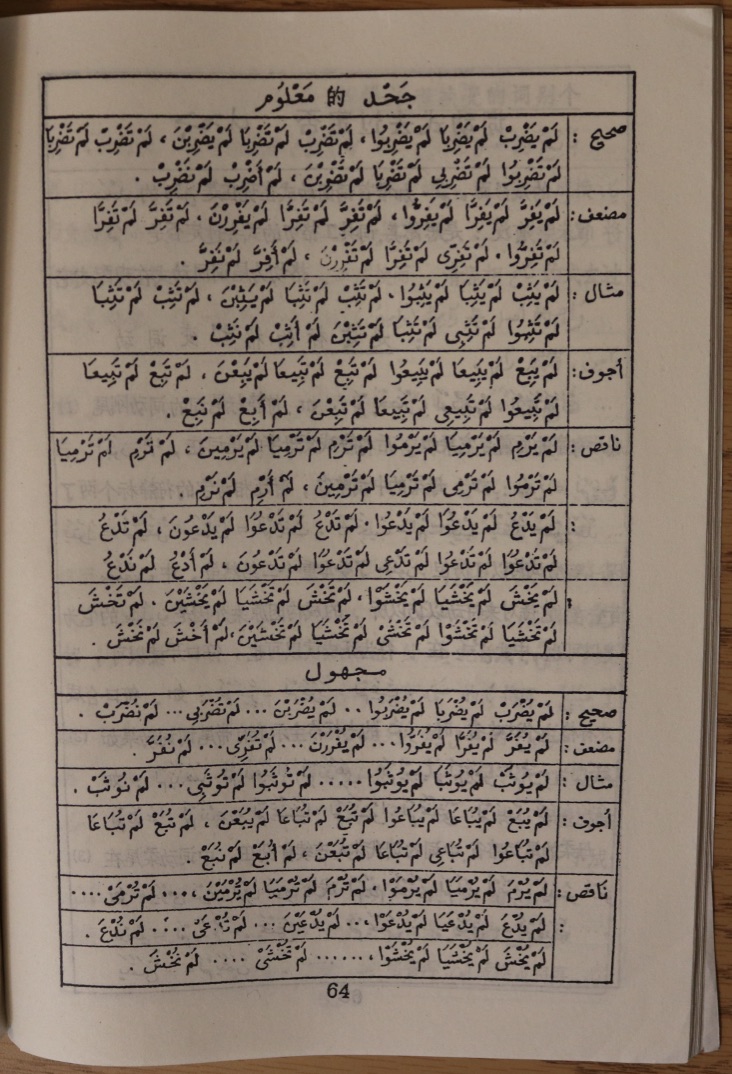 جَحْد 的 مَعْلُوم
صحيح : لَمْ يَضْرِبْ لَمْ يَضْرِبَا لَمْ يَضْرِبُوا ، لَمْ تَضْرِبْ لَمْ تَضْرِبَا لَمْ يَضْرِبْنَ ، لَمْ تَضْرِبْ لَمْ تَضْرِبَا
لَمْ تَضْرِبُوا لَمْ تَضْرِبِى لَمْ تَضْرِبَا لَمْ تَضْرِبْنَ ، لَمْ أَضْرِبْ لَمْ نَضْرِبْ .
مضعف : لَمْ يَفِرَّ لَمْ يَفِرَّا لَمْ يَفِرُّوا ، لَمْ تَفِرَّ لَمْ تَفِرَّا لَمْ يَفْرِرْنَ ، لَمْ تَفِرَّ لَمْ تَفِرَّا
لَمْ تَفِرُّوا . لَمْ تَفِرِّى لَمْ تَفِرَّا لَمْ تَفْرِرْنَ ، لَمْ أَفِرَّ لَمْ نَفِرَّ .
مثال : لَمْ يَثِبْ لَمْ يَثِبَا لَمْ يَثِبُوا . لَمْ تَثِبْ لَمْ تَثِبَا لَمْ يَثِبْنَ ، لَمْ تَثِبْ لَمْ تَثِبَا
لَمْ تَثِبُوا لَمْ تَثِبِى لَمْ تَثِبَا لَمْ تَثِبْنَ لَمْ أَثِبْ لَمْ نَثِبْ .
أجوف : لَمْ يَبِعْ لَمْ يَبِيعَا لَمْ يَبِيعُوا لَمْ تَبِعْ لَمْ تَبِيعَا لَمْ يَبِعْنَ . لَمْ تَبِعْ لَمْ تَبِيعَا
لَمْ تَبِيعُوا لَمْ تَبِيعِى لَمْ تَبِيعَا لَمْ تَبِعْنَ ، لَمْ أَبِعْ لَمْ نَبِعْ .
ناقص : لَمْ يَرْمِ لَمْ يَرْمِيَا لَمْ يَرْمُوا لَمْ تَرْمِ لَمْ تَرْمِيَا لَمْ يَرْمِينَ ، لَمْ تَرْمِ لَمْ تَرْمِيَا
لَمْ تَرْمُوا لَمْ تَرْمِى لَمْ تَرْمِيَا لَمْ تَرْمِينَ ، لَمْ أَرْمِ لَمْ نَرْمِ .
: لَمْ يَدْعُ لَمْ يَدْعُوَا لَمْ يَدْعُوا . لَمْ تَدْعُ لَمْ تَدْعُوَا لَمْ يَدْعُونَ ، لَمْ تَدْعُ
لَمْ تَدْعُوَا لَمْ تَدْعُوا لَمْ تَدْعِى لَمْ تَدْعُوَا لَمْ تَدْعُونَ ، لَمْ أَدْعُ لَمْ نَدْعُ
: لَمْ يَخْشَ لَمْ يَخْشَيَا لَمْ يَخْشَوْا ، لَمْ تَخْشَ لَمْ تَخْشَيَا لَمْ يَخْشَيْنَ . لَمْ تَخْشَ
لَمْ تَخْشَيَا لَمْ تَخْشَوْا لَمْ تَخْشَىْ لَمْ تَخْشَيَا لَمْ تَخْشَيْنَ ، لَمْ أَخْشَ لَمْ نَخْشَ .
مجهول
صحيح : لَمْ يُضْرَبْ لَمْ يُضْرَبَا لَمْ يُضْرَبُوا .. لَمْ يُضْرَبْنَ ... لَمْ تُضْرَبِى ... لَمْ نُضْرَبْ .
مضعف : لَمْ يُفَرَّ لَمْ يُفَرَّا لَمْ يُفَرُّوا ... لَمْ يُفْرَرْنَ ... لَمْ تُفَرِّى ... لَمْ نُفَرَّ .
مثال : لَمْ يُوثَبْ لَمْ يُوثَبَا لَمْ يُوثَبُوا ..... لَمْ تُوثَبُوا لَمْ تُوثَبِى ... لَمْ نُوثَبْ .
أجوف : لَمْ يُبَعْ لَمْ يُبَاعَا لَمْ يُبَاعُوا لَمْ تُبَعْ لَمْ تُبَاعَا لَمْ يُبَعْنَ ، لَمْ تُبَعْ لَمْ تُبَاعَا
لَمْ تُبَاعُوا لَمْ تُبَاعِى لَمْ تُبَاعَا لَمْ تُبَعْنَ ، لَمْ أُبَعْ لَمْ نُبَعْ .
ناقص : لَمْ يُرْمَ لَمْ يُرْمَيَا لَمْ يُرْمَوْا . لَمْ تُرْمَ لَمْ تُرْمَيَا لَمْ يُرْمَيْنَ ، ... لَمْ تُرْمَىْ ....
: لَمْ يُدْعَ لَمْ يُدْعَيَا لَمْ يُدْعَوْا ، .. لَمْ يُدْعَيْنَ ... لَمْ تُدْعَىْ .... لَمْ نُدْعَ .
لَمْ يُخْشَ لَمْ يُخْشَيَا لَمْ يُخْشَوْا ، ...... لَمْ تُخْشَىْ .... لَمْ نُخْشَ .
64